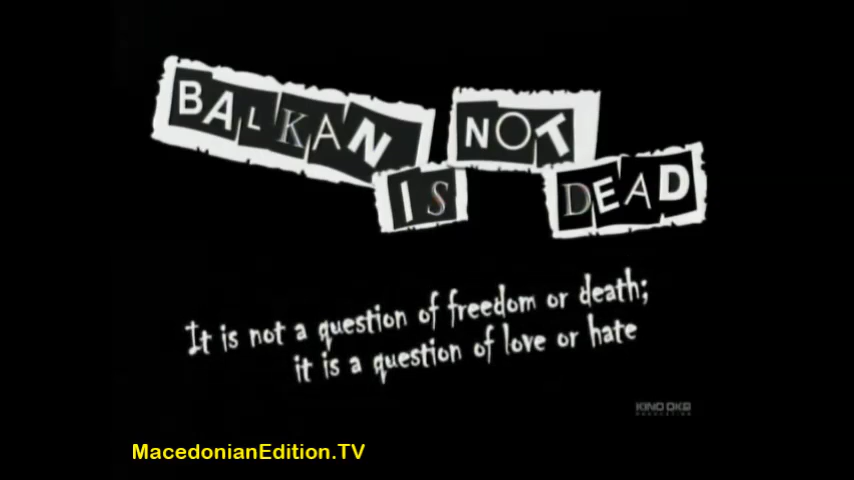 BALKAN IS NOT DEAD
It is not a question of freedom or death;
it is a question of love or hate
KINO OKO
MacedonianEdition.TV